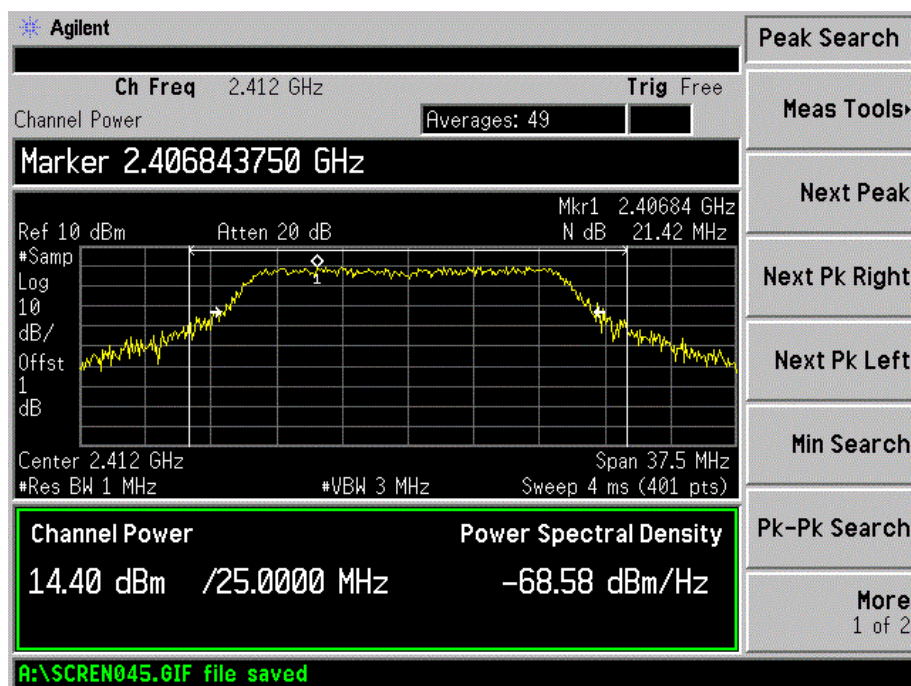 Agilent
Peak Search
Ch Freq 2.412 GHz Trig Free
Channel Power Averages: 49
Meas Tools
Marker 2.406843750 GHz
Mkr1 2.40684 GHz
Ref 10 dBm Atten 20 dB N dB 21.42 MHz
#Samp
Log
10
dB/
Offst
1
dB
1
Center 2.412 GHz Span 37.5 MHz
#Res BW 1 MHz #VBW 3 MHz Sweep 4 ms (401 pts)
Channel Power Power Spectral Density
14.40 dBm /25.0000 MHz -68.58 dBm/Hz
Next Peak
Next Pk Right
Next Pk Left
Min Search
Pk-Pk Search
More
1 of 2
A:\SCREN045.GIF file saved